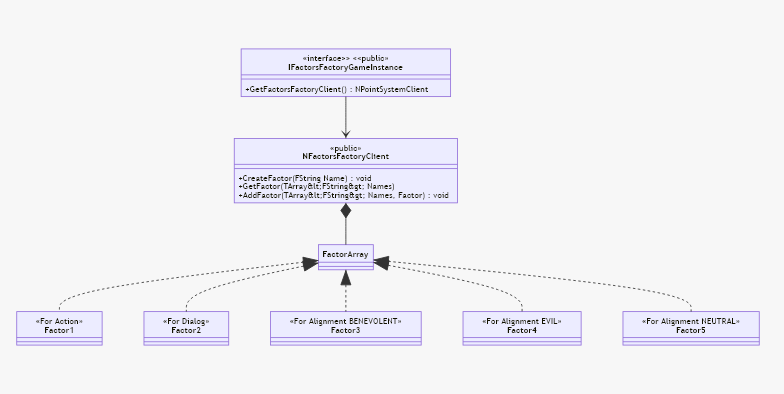 «interface>> <<public»
IFactorsFactoryGameInstance
+GetFactorsFactoryClient() : NPointSystemClient
«public»
NFactorsFactoryClient
+CreateFactor(FString Name) : void
+GetFactor(TArray&lt;FString&gt; Names)
+AddFactor(TArray&lt;FString&gt; Names, Factor) : void
FactorArray
«For Action»
Factor1
«For Dialog»
Factor2
«For Alignment BENEVOLENT»
Factor3
«For Alignment EVIL»
Factor4
«For Alignment NEUTRAL»
Factor5